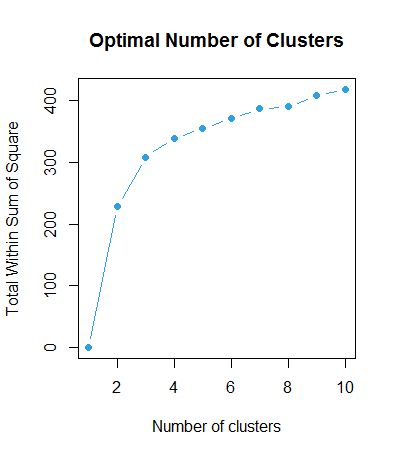 Optimal Number of Clusters
Total Within Sum of Square
400
300
200
100
0
2 4 6 8 10
Number of clusters